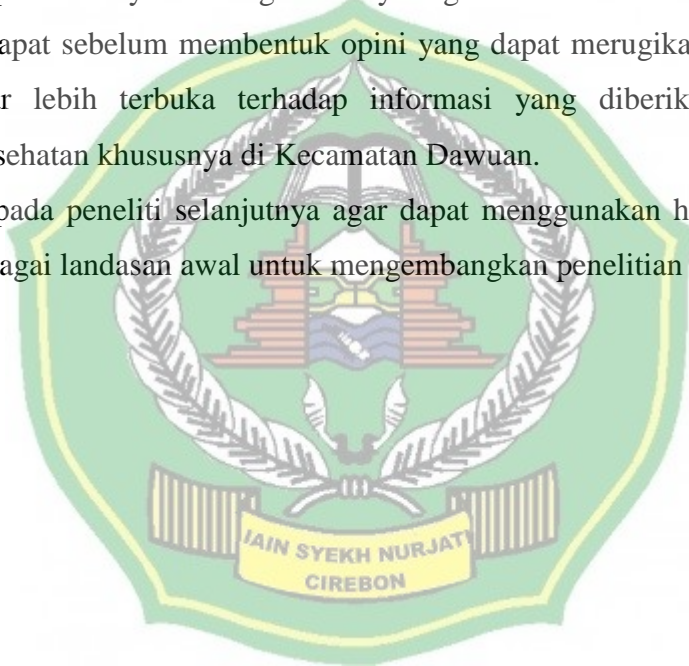 dapat sebelum membentuk opini yang dapat merugika
lebih terbuka terhadap informasi yang diberik
sehatan khususnya di Kecamatan Dawuan.
pada peneliti selanjutnya agar dapat menggunakan h
agai landasan awal untuk mengembangkan penelitian
IAIN SYEKH NURJATI
CIREBON